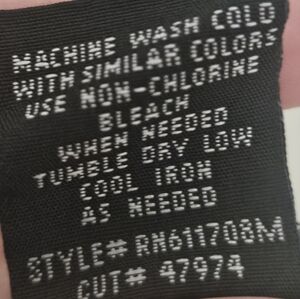 MACHINE WASH COLD
WITH SIMILAR COLORS
USE NON-CHLORINE
BLEACH
WHEN NEEDED
TUMBLE DRY LOW
COOL IRON
AS NEEDED
STYLE# RN611708M
CUT# 47974